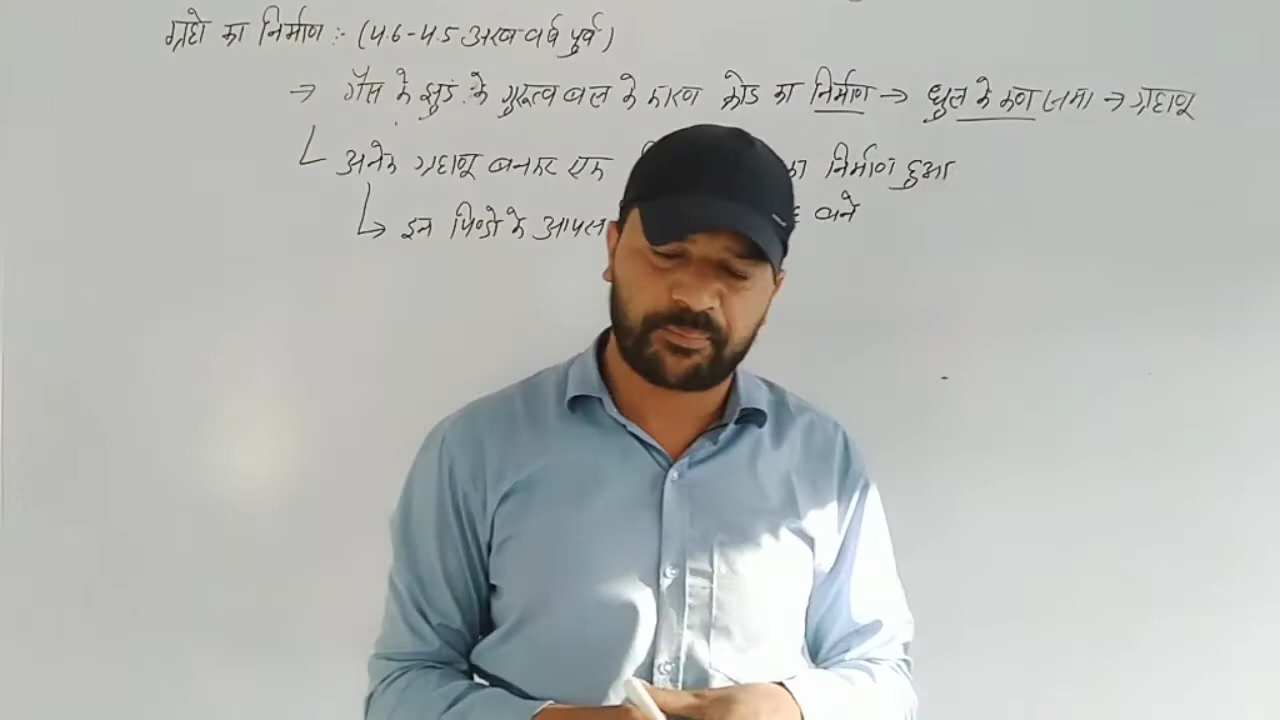 ग्रहो का निर्माण :- (4.6-4.5 अरब वर्ष पुर्व)
→ गैस के झुंड के गुरूत्व बल के कारण क्रोड का निर्माण → धुल के कण जमा → ग्रहाणू
अनेक ग्रहाणू बनकर एक का निर्माण हुआ
↳ इन पिण्डो के आपस बने